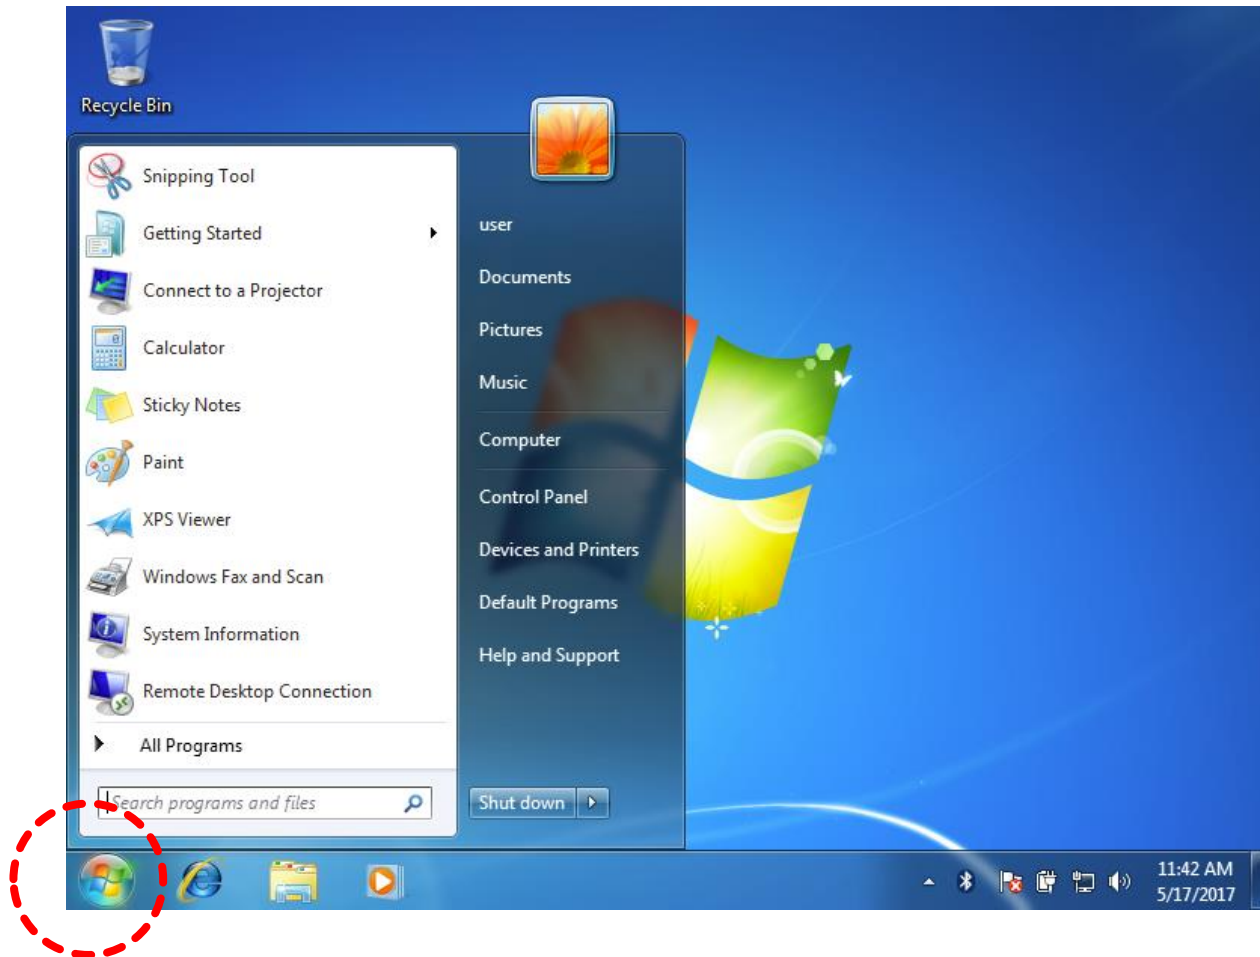 Recycle Bin
Snipping Tool
Getting Started
Connect to a Projector
Calculator
Sticky Notes
Paint
XPS Viewer
Windows Fax and Scan
System Information
Remote Desktop Connection
All Programs
Search programs and files
user
Documents
Pictures
Music
Computer
Control Panel
Devices and Printers
Default Programs
Help and Support
Shut down
11:42 AM
5/17/2017